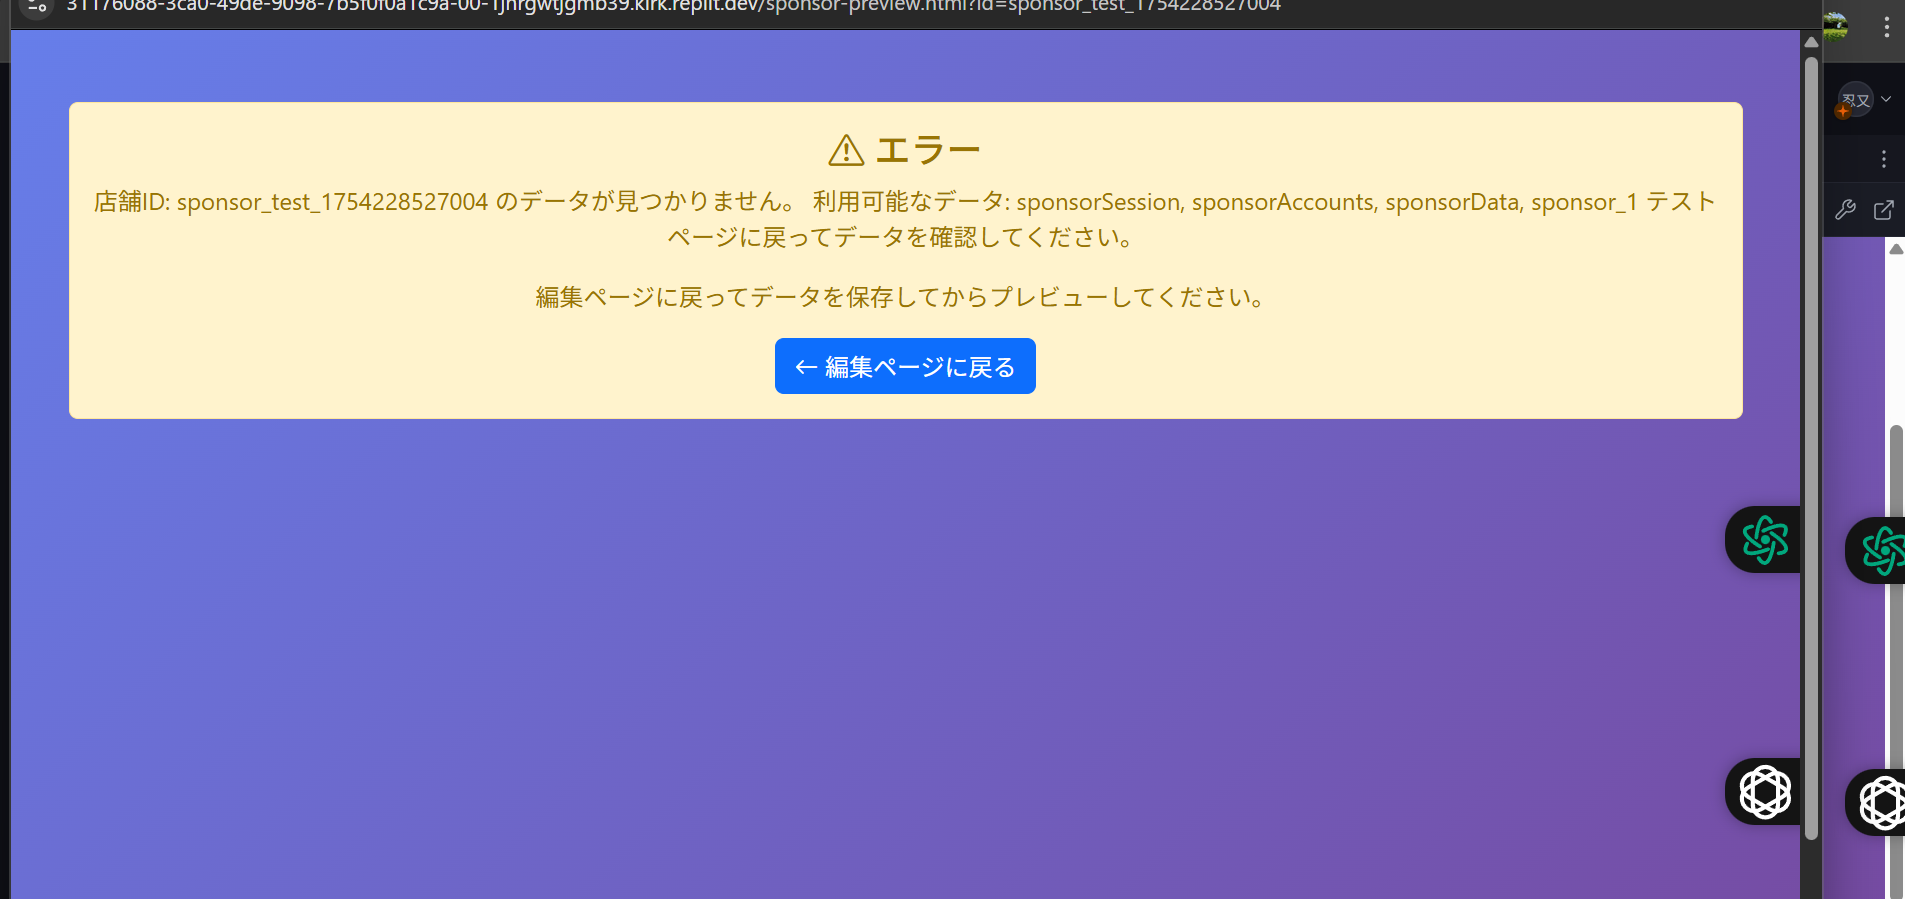 31176088-3ca0-49de-9098-7b5f0f0a1c9a-00-1jhrgwtjgmb39.kirk.replit.dev/sponsor-preview.html?id=sponsor_test_1754228527004
忍又
エラー
店舗ID: sponsor_test_1754228527004 のデータが見つかりません。 利用可能なデータ: sponsorSession, sponsorAccounts, sponsorData, sponsor_1 テスト
ページに戻ってデータを確認してください。
編集ページに戻ってデータを保存してからプレビューしてください。
← 編集ページに戻る